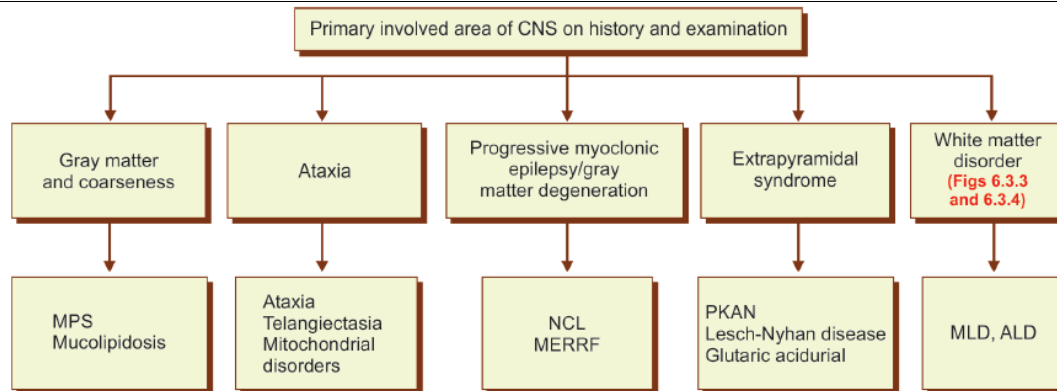 Primary involved area of CNS on history and examination
Gray matter
and coarseness
Ataxia
Progressive myoclonic
epilepsy/gray
matter degeneration
Extrapyramidal
syndrome
White matter
disorder
(Figs 6.3.3
and 6.3.4)
MPS
Mucolipidosis
Ataxia
Telangiectasia
Mitochondrial
disorders
NCL
MERRF
PKAN
Lesch-Nyhan disease
Glutaric acidurial
MLD, ALD